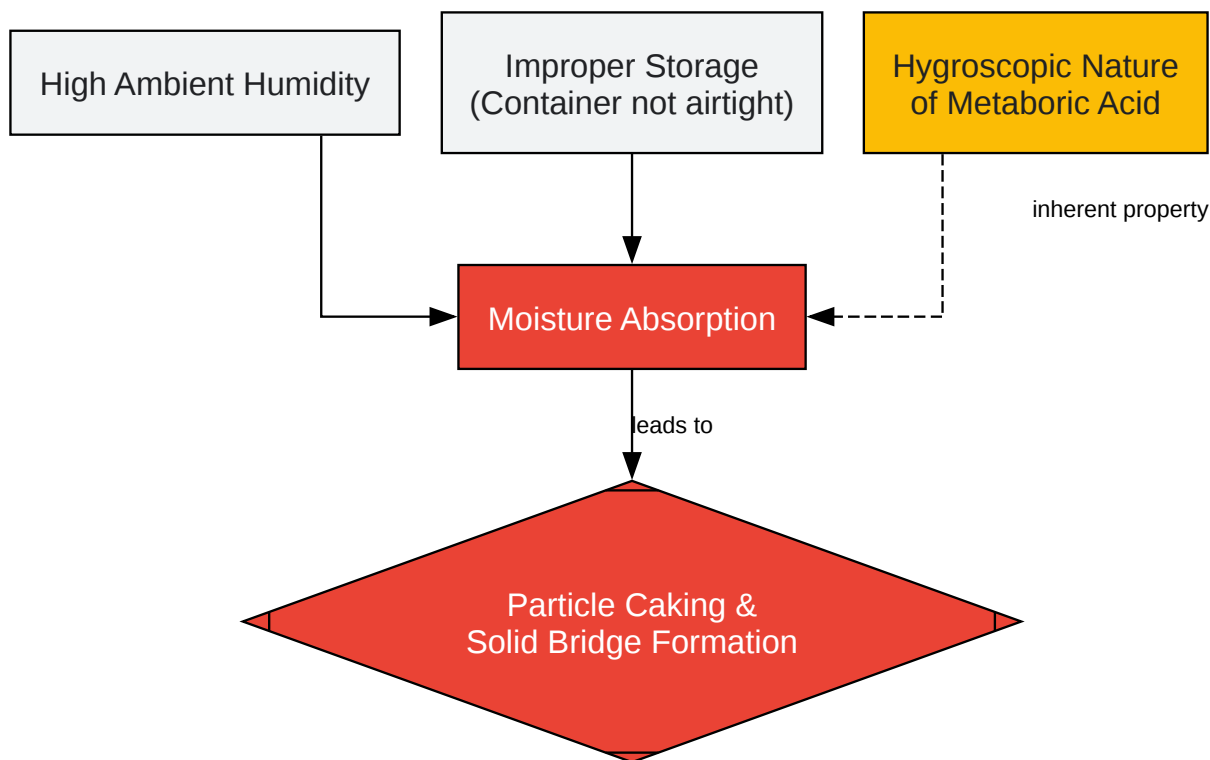 High Ambient Humidity
Improper Storage
(Container not airtight)
Hygroscopic Nature
of Metaboric Acid
inherent property
Moisture Absorption
leads to
Particle Caking &
Solid Bridge Formation